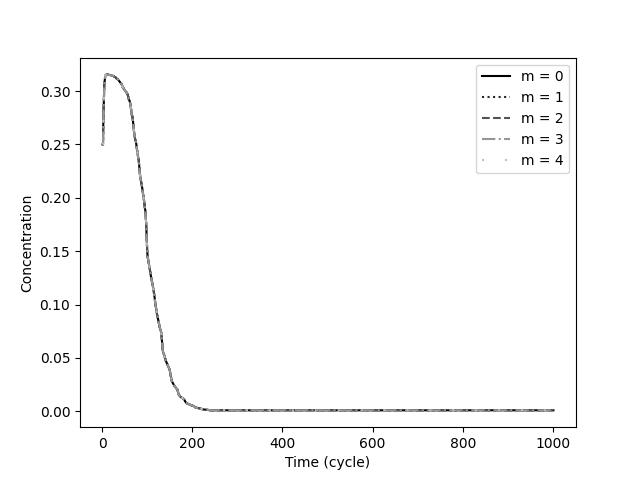 m = 0
m = 1
m = 2
m = 3
m = 4
0.30
0.25
0.20
0.15
0.10
0.05
0.00
Concentration
0 200 400 600 800 1000
Time (cycle)